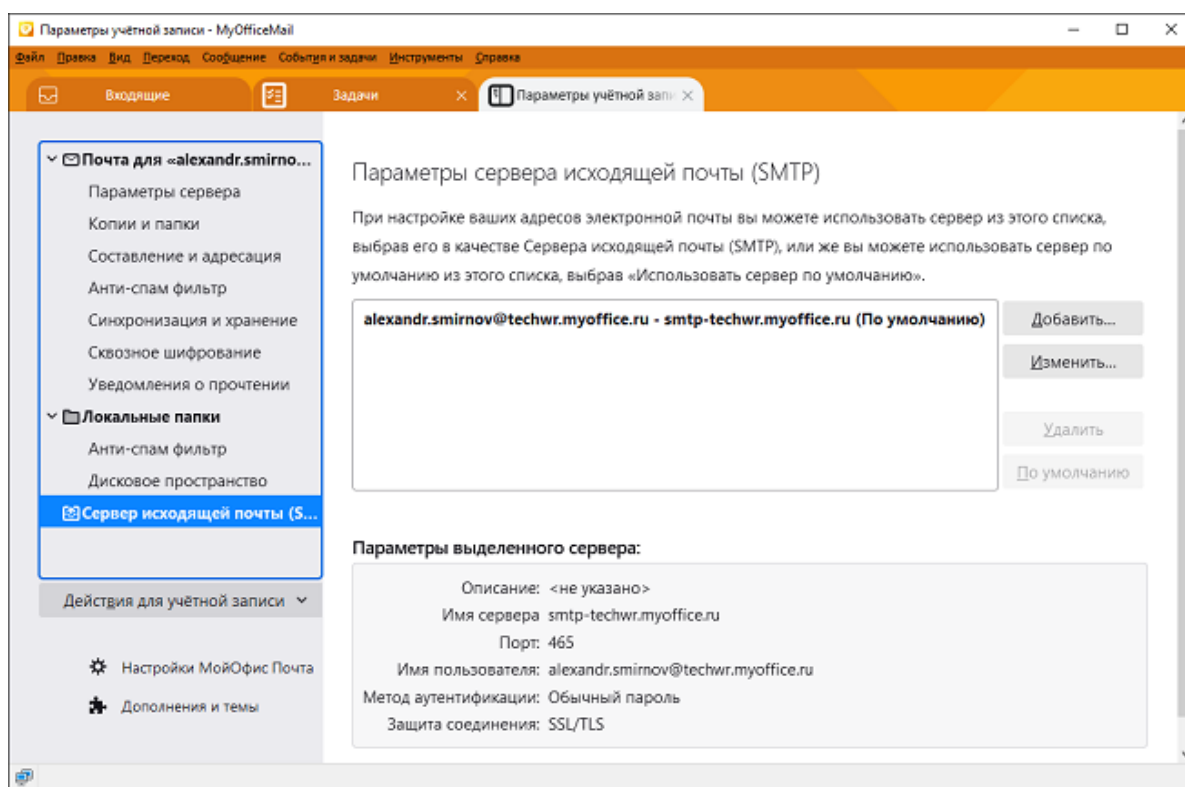 Параметры учётной записи - MyOfficeMail
Файл Правка Вид Переход Сообщение События и задачи Инструменты Справка
Входящие Задачи Параметры учётной запи
Почта для «alexandr.smirno...
Параметры сервера
Копии и папки
Составление и адресация
Анти-спам фильтр
Синхронизация и хранение
Сквозное шифрование
Уведомления о прочтении
Локальные папки
Анти-спам фильтр
Дисковое пространство
Сервер исходящей почты (S...
Действия для учётной записи
Настройки МойОфис Почта
Дополнения и темы
Параметры сервера исходящей почты (SMTP)
При настройке ваших адресов электронной почты вы можете использовать сервер из этого списка,
выбрав его в качестве Сервера исходящей почты (SMTP), или же вы можете использовать сервер по
умолчанию из этого списка, выбрав «Использовать сервер по умолчанию».
alexandr.smirnov@techwr.myoffice.ru - smtp-techwr.myoffice.ru (По умолчанию)
Добавить...
Изменить...
Удалить
По умолчанию
Параметры выделенного сервера:
Описание: <не указано>
Имя сервера smtp-techwr.myoffice.ru
Порт: 465
Имя пользователя: alexandr.smirnov@techwr.myoffice.ru
Метод аутентификации: Обычный пароль
Защита соединения: SSL/TLS